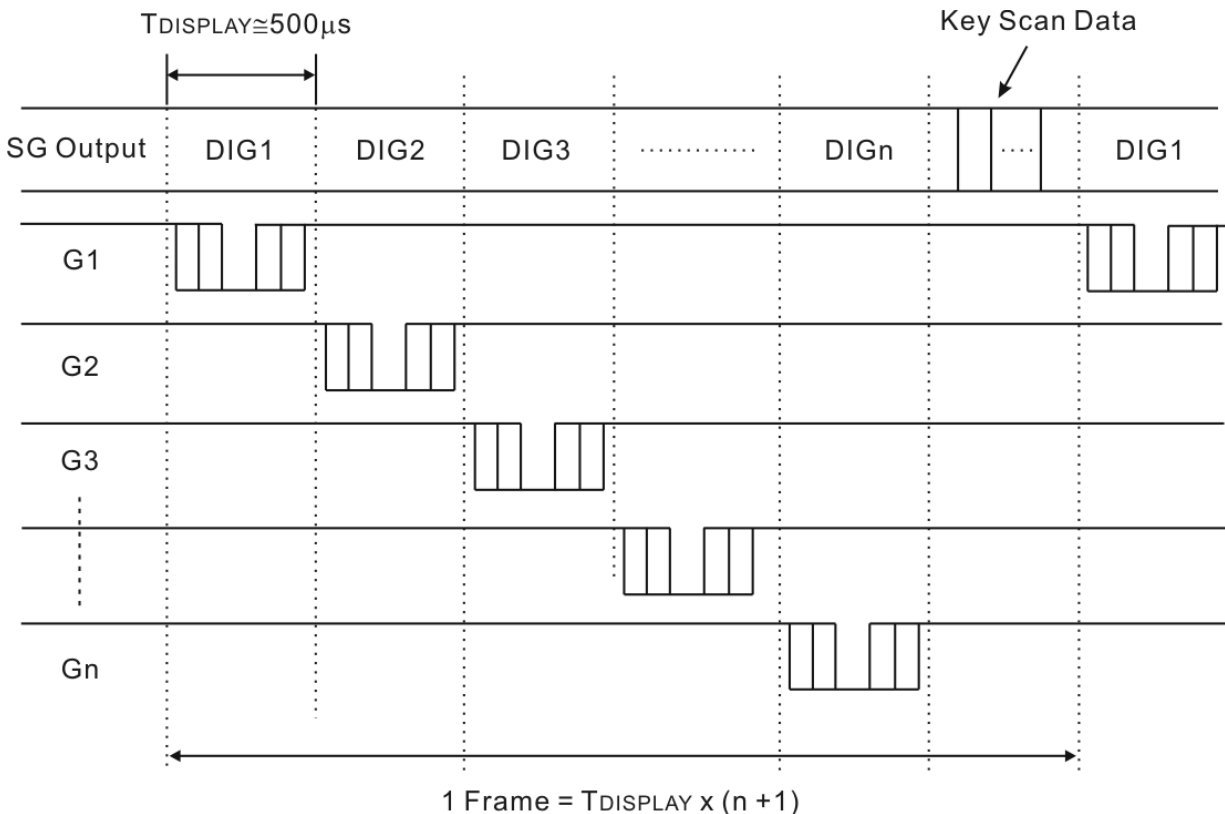 TDISPLAY≅500μs
Key Scan Data
SG Output DIG1 DIG2 DIG3 ............. DIGn ..... DIG1
G1
G2
G3
Gn
1 Frame = TDISPLAY x (n +1)